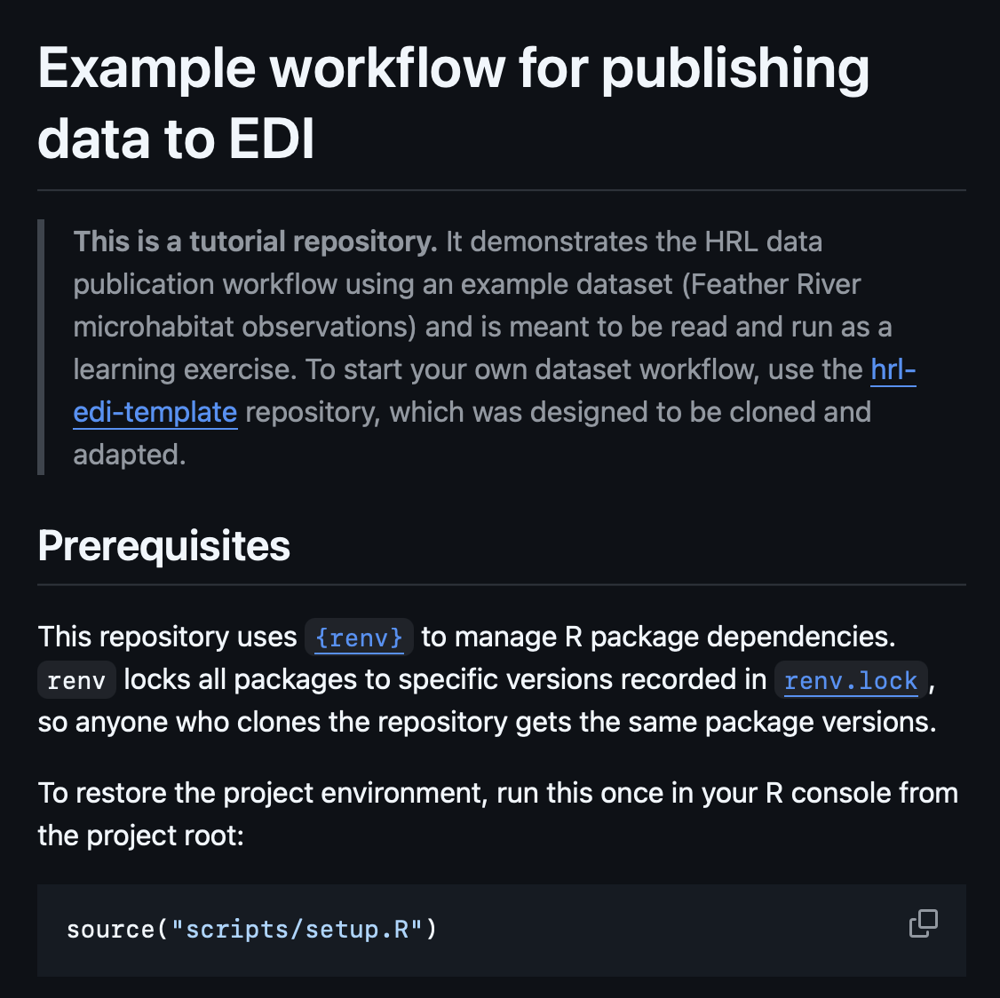 Example workflow for publishing
data to EDI
This is a tutorial repository. It demonstrates the HRL data
publication workflow using an example dataset (Feather River
microhabitat observations) and is meant to be read and run as a
learning exercise. To start your own dataset workflow, use the hrl-
edi-template repository, which was designed to be cloned and
adapted.
Prerequisites
This repository uses {renv} to manage R package dependencies.
renv locks all packages to specific versions recorded in renv.lock,
so anyone who clones the repository gets the same package versions.
To restore the project environment, run this once in your R console from
the project root:
source("scripts/setup.R")